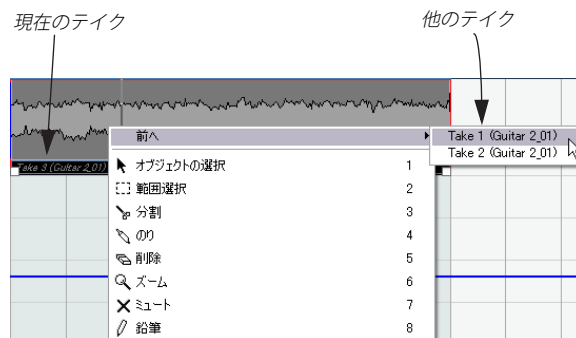 現在のテイク
他のテイク
前へ
Take 1 (Guitar 2_01)
Take 2 (Guitar 2_01)
Take 3 (Guitar 2_01)
オブジェクトの選択 1
範囲選択 2
分割 3
のり 4
削除 5
ズーム 6
ミュート 7
鉛筆 8